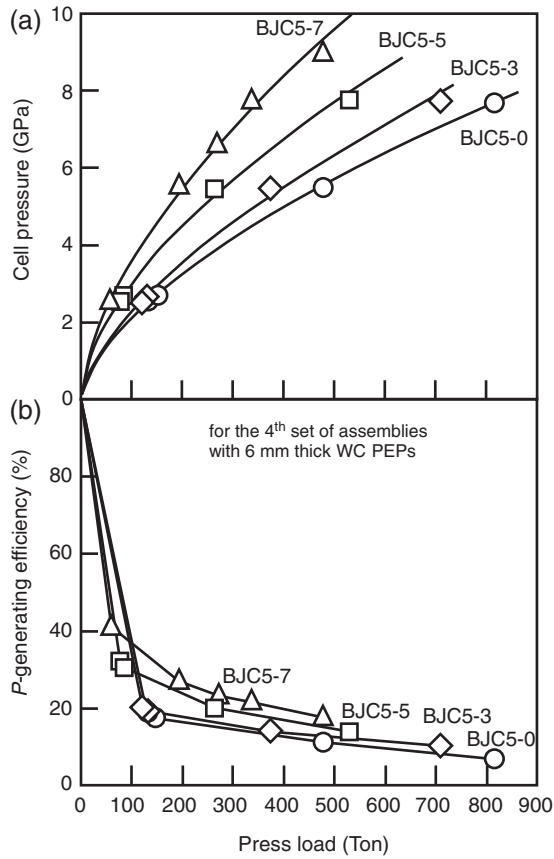 (a)
10
8
6
4
2
0
Cell pressure (GPa)
BJC5-7
BJC5-5
BJC5-3
BJC5-0
(b)
for the 4th set of assemblies
with 6 mm thick WC PEPs
80
60
40
20
0
P-generating efficiency (%)
BJC5-7
BJC5-5
BJC5-3
BJC5-0
0 100 200 300 400 500 600 700 800 900
Press load (Ton)